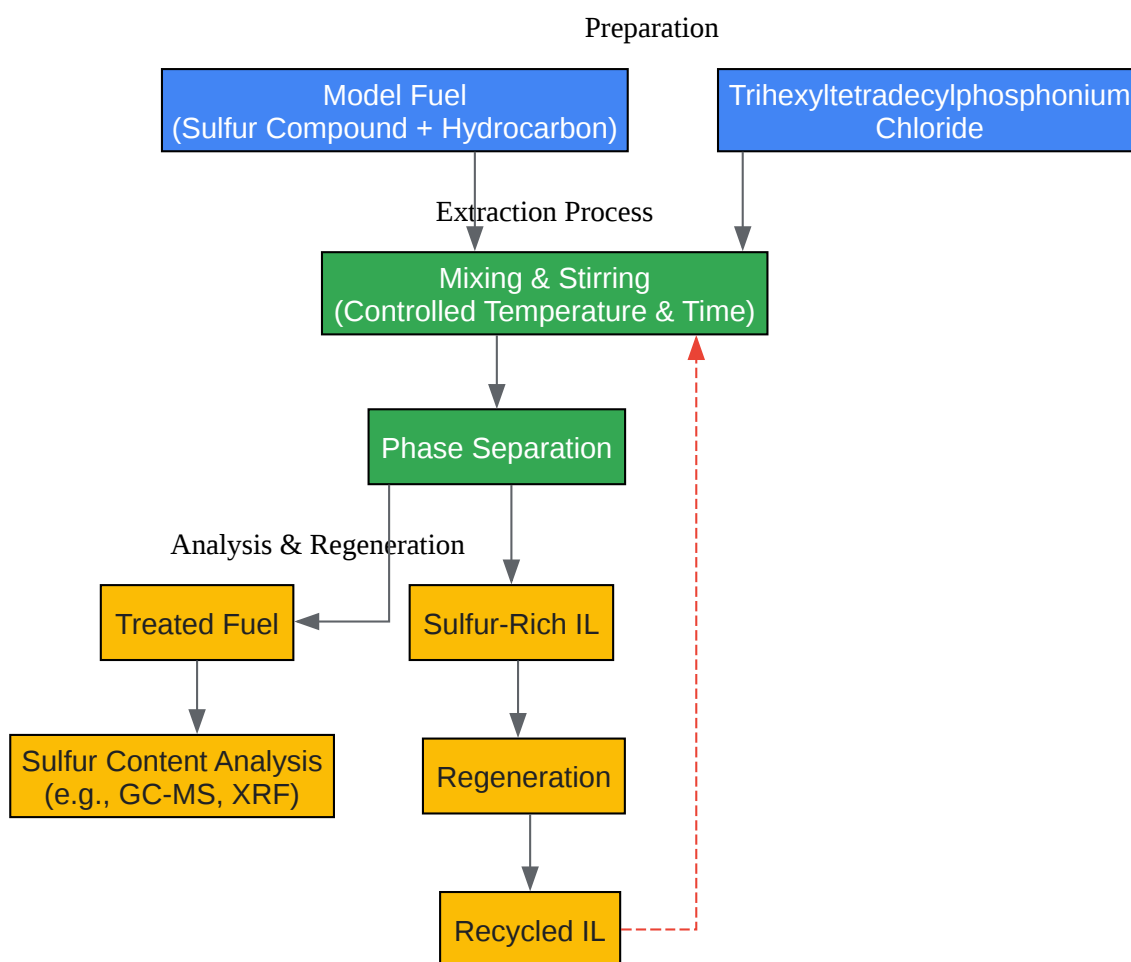 Preparation
Model Fuel
(Sulfur Compound + Hydrocarbon)
Trihexyltetradecylphosphonium
Chloride
Extraction Process
Mixing & Stirring
(Controlled Temperature & Time)
Phase Separation
Analysis & Regeneration
Treated Fuel
Sulfur-Rich IL
Sulfur Content Analysis
(e.g., GC-MS, XRF)
Regeneration
Recycled IL